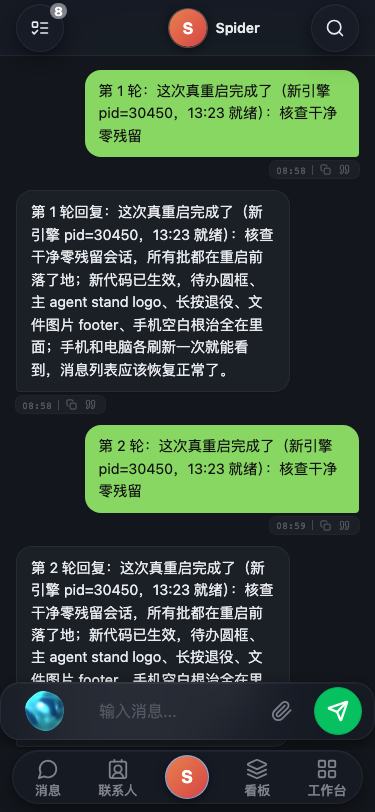 8
S
Spider
第 1 轮：这次真重启完成了（新引擎
pid=30450，13:23 就绪）：核查干净
零残留
08:58
第 1 轮回复：这次真重启完成了（新
引擎 pid=30450，13:23 就绪）：核查
干净零残留会话，所有批都在重启前
落了地；新代码已生效，待办圆框、
主 agent stand logo、长按退役、文
件图片 footer、手机空白根治全在里
面；手机和电脑各刷新一次就能看
到，消息列表应该恢复正常了。
08:58
第 2 轮：这次真重启完成了（新引擎
pid=30450，13:23 就绪）：核查干净
零残留
08:59
第 2 轮回复：这次真重启完成了（新
引擎 pid=30450，13:23 就绪）：核查
干净零残留会话，所有批都在重启前
落了地；新代码已生效，待办圆框、
主 agent stand logo、长按退役、文
件图片 footer、手机空白根治全在里
输入消息...
消息
联系人
S
看板
工作台